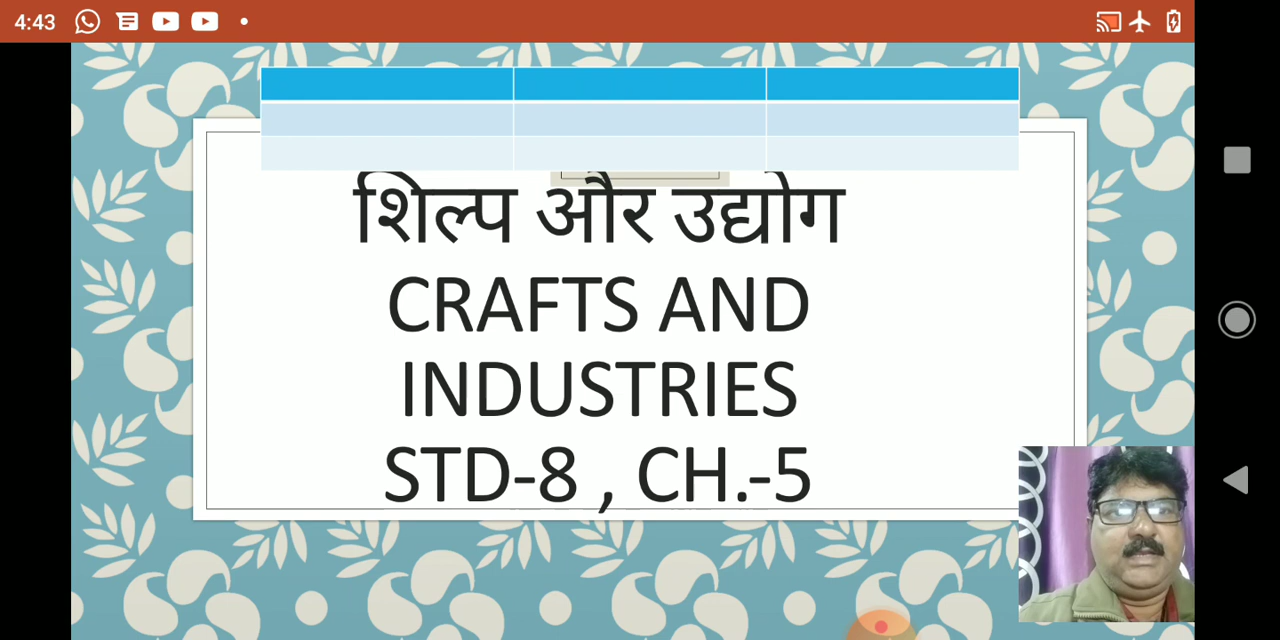 4:43
शिल्प और उद्योग
CRAFTS AND
INDUSTRIES
STD-8 , CH.-5